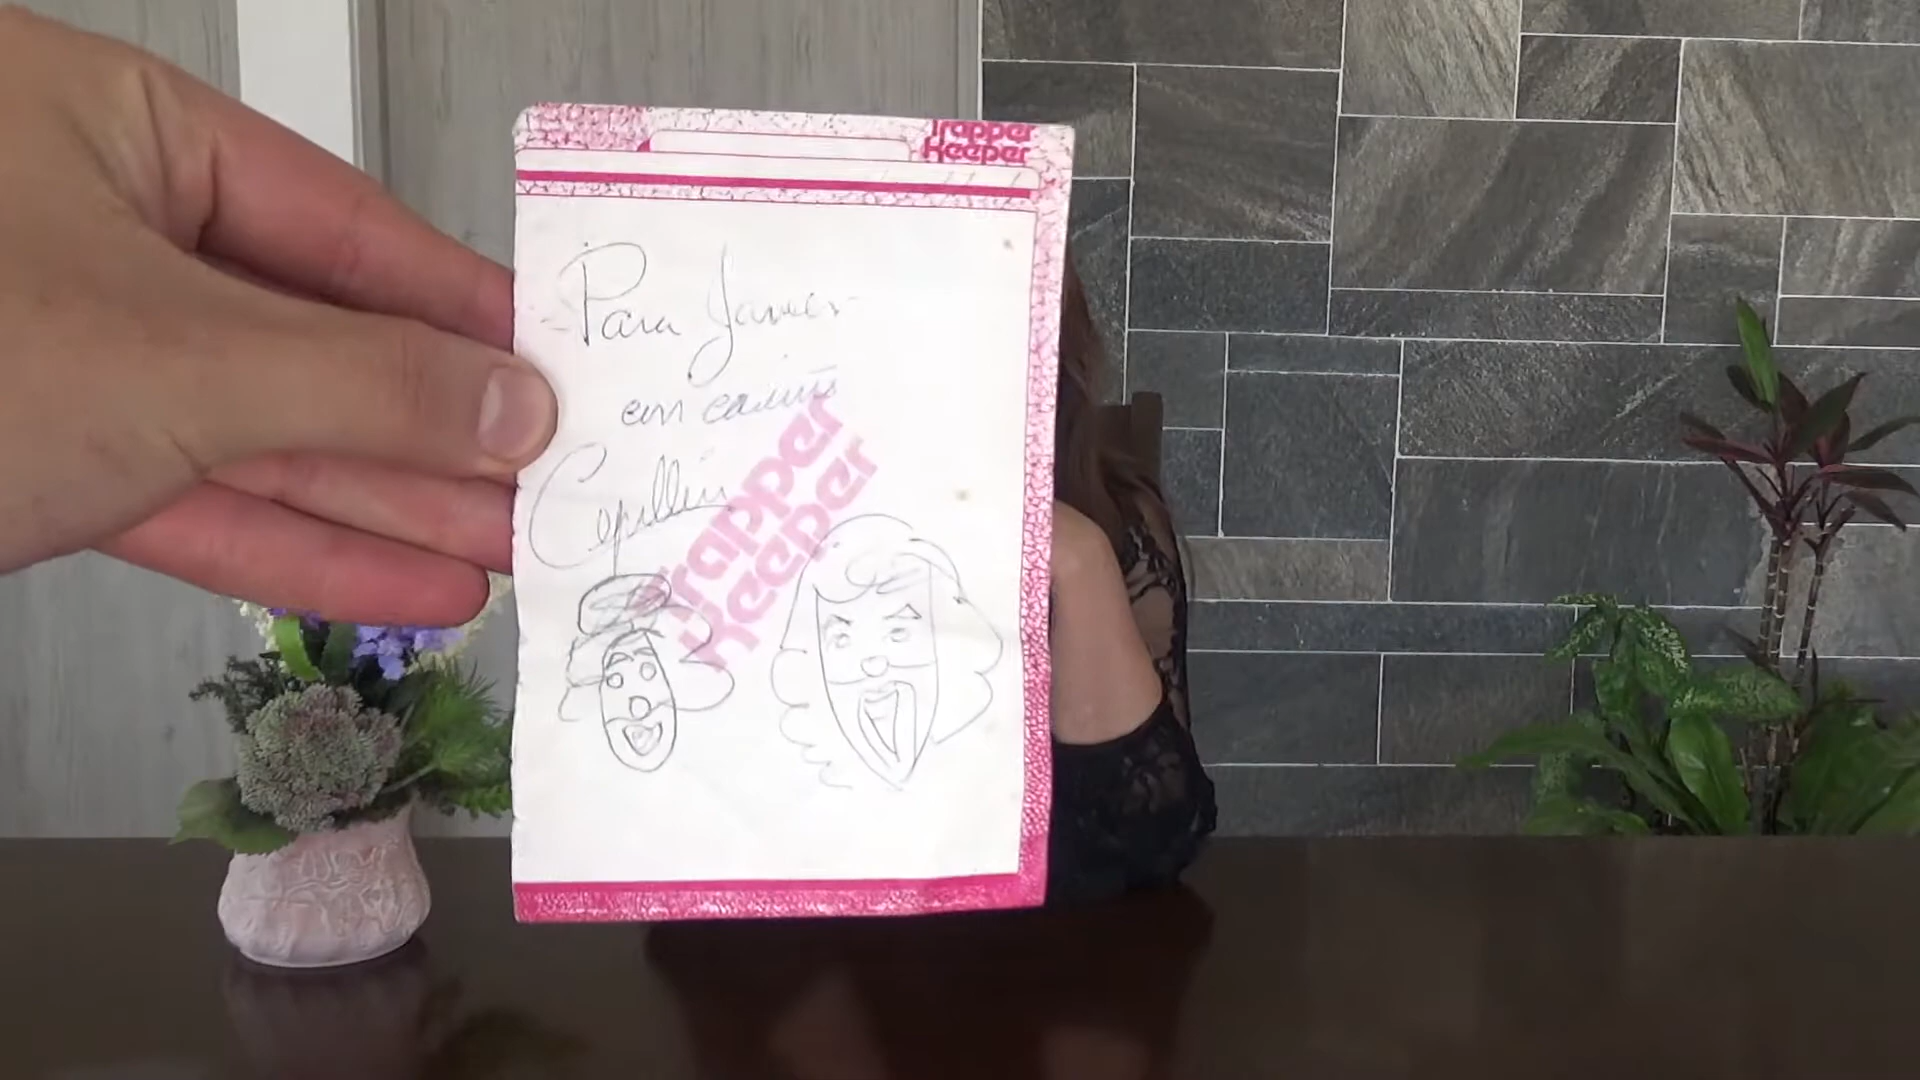 Trapper
Keeper
Para Javier
con cariño
Cepillín
Trapper
Keeper